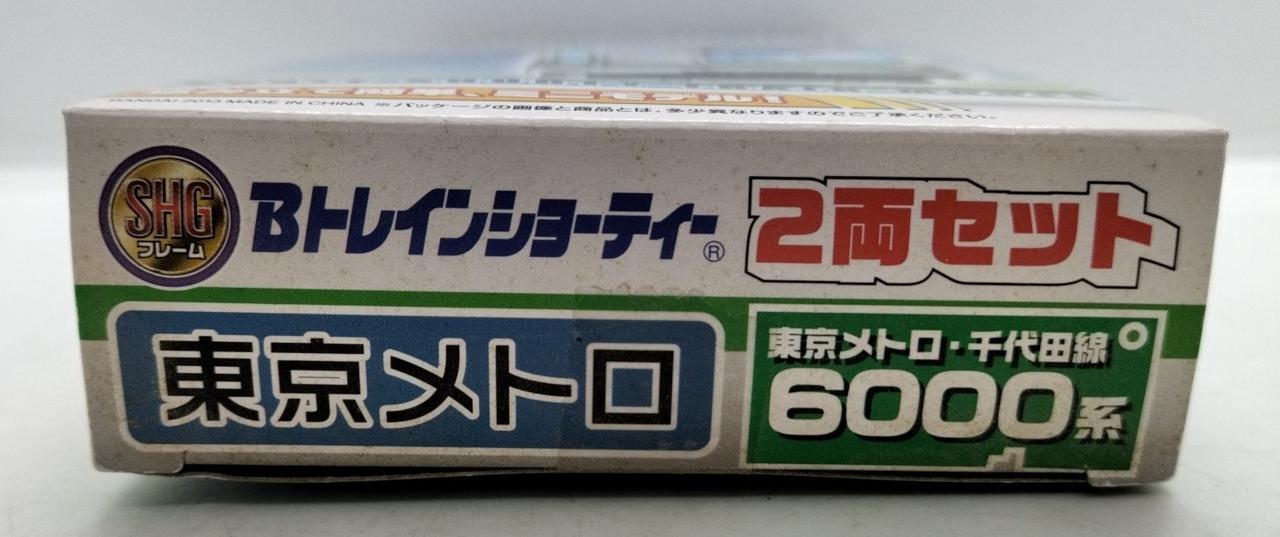 BANDAI 2013 MADE IN CHINA ※パッケージの画像と商品とは、多少異なりますのでご了承ください。
SHG
フレーム
Bトレインショーティー®
2両セット
東京メトロ
東京メトロ・千代田線
6000系